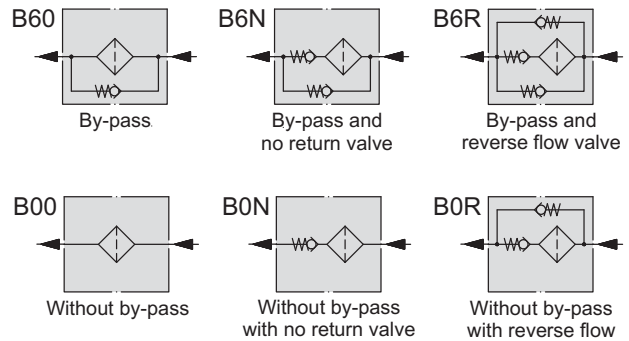 B60
By-pass.
B6N
By-pass and
no return valve
B6R
By-pass and
reverse flow valve
B00
Without by-pass
B0N
Without by-pass
with no return valve
B0R
Without by-pass
with reverse flow